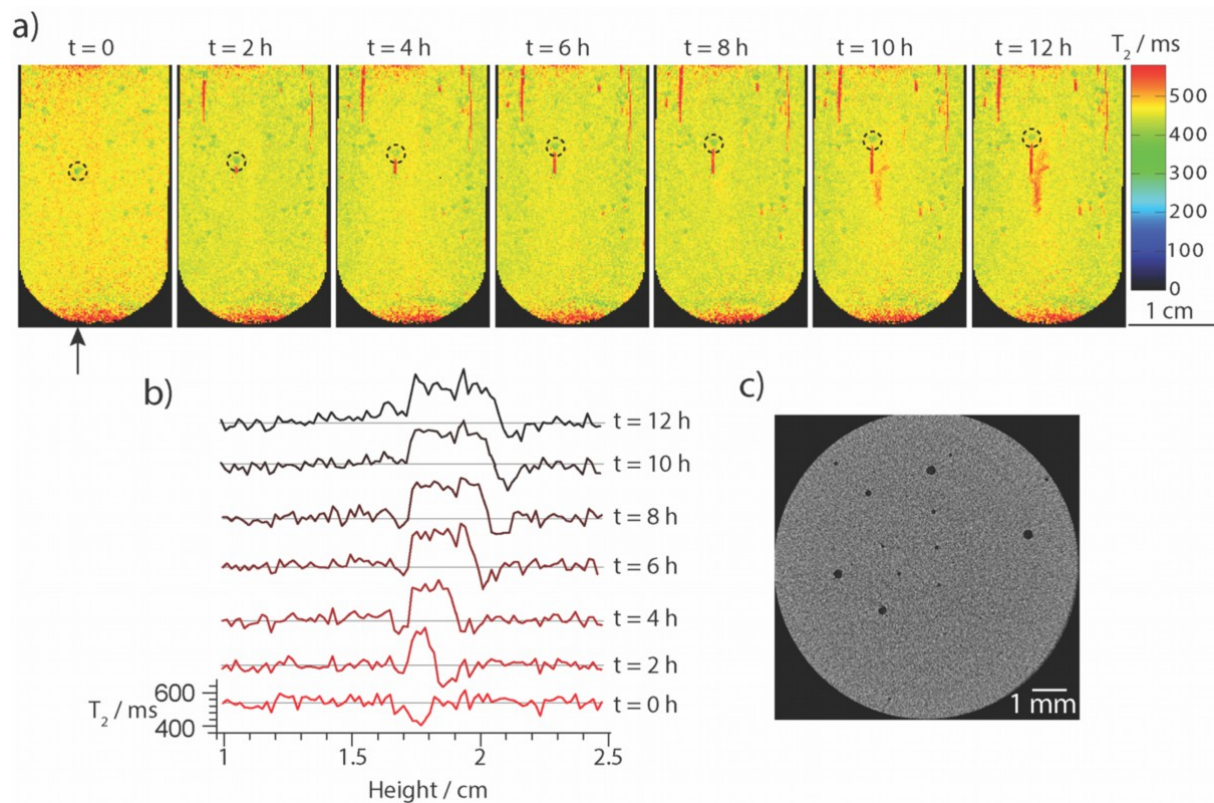 a)
t = 0 t = 2 h t = 4 h t = 6 h t = 8 h t = 10 h t = 12 h T2 / ms
500
400
300
200
100
0
1 cm
b)
t = 12 h
t = 10 h
t = 8 h
t = 6 h
t = 4 h
t = 2 h
t = 0 h
600
T2 / ms
400
1 1.5 2 2.5
Height / cm
c)
1 mm